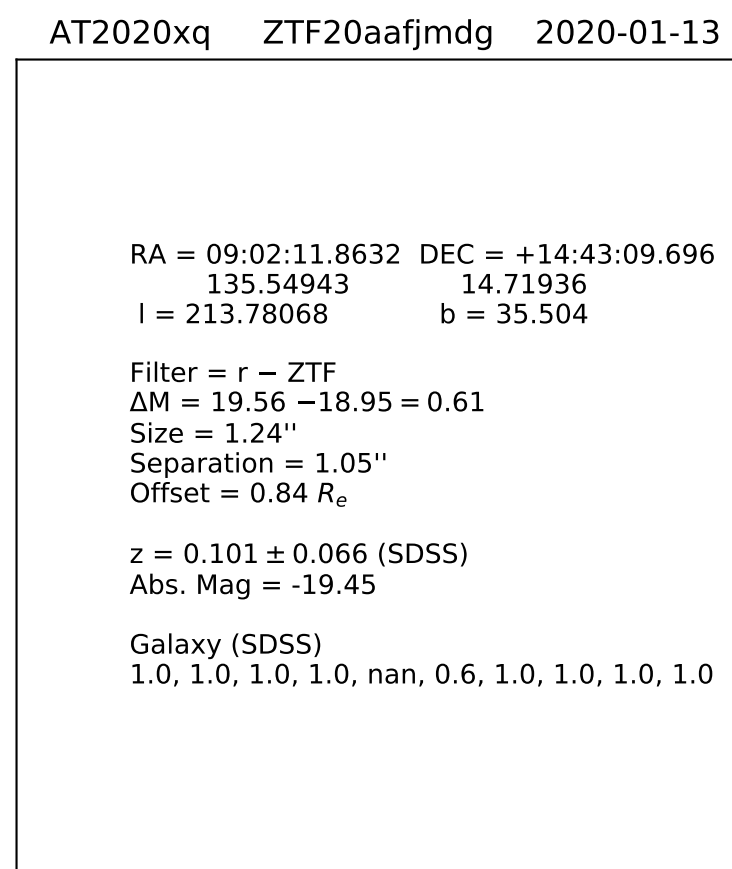 AT2020xq ZTF20aafjmdg 2020-01-13
RA = 09:02:11.8632 DEC = +14:43:09.696
135.54943 14.71936
l = 213.78068 b = 35.504
Filter = r − ZTF
ΔM = 19.56 −18.95 = 0.61
Size = 1.24''
Separation = 1.05''
Offset = 0.84 Rₑ
z = 0.101 ± 0.066 (SDSS)
Abs. Mag = -19.45
Galaxy (SDSS)
1.0, 1.0, 1.0, 1.0, nan, 0.6, 1.0, 1.0, 1.0, 1.0